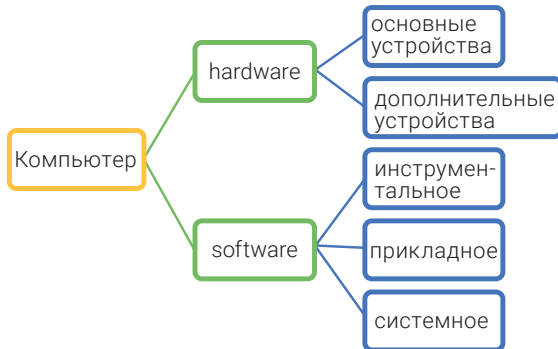 Компьютер
hardware
основные
устройства
дополнительные
устройства
software
инструмен-
тальное
прикладное
системное